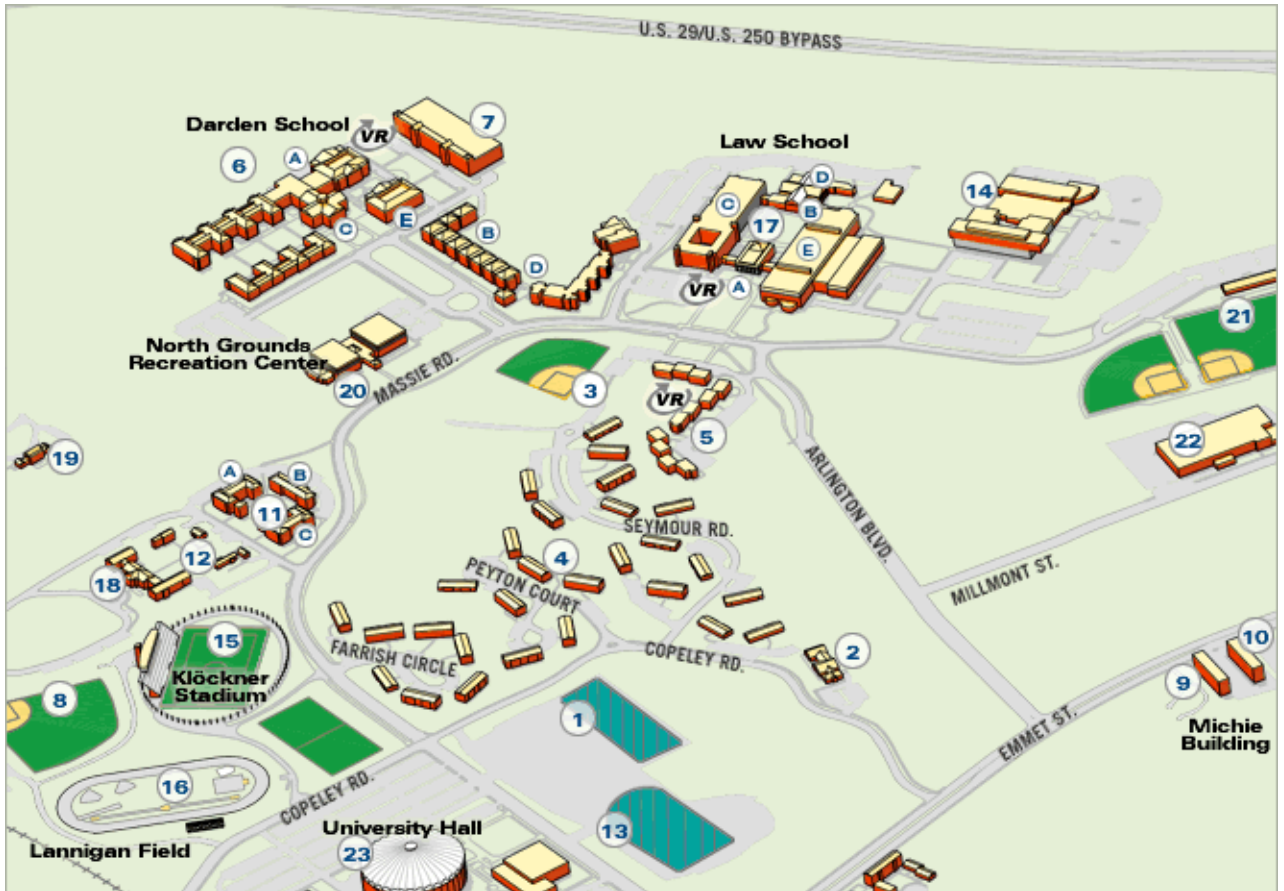 U.S. 29/U.S. 250 BYPASS
Darden School
VR
7
Law School
6
A
C
E
B
D
C
D
B
17
E
A
VR
14
21
North Grounds
Recreation Center
20
MASSIE RD.
3
VR
5
22
19
A
B
11
C
12
18
ARLINGTON BLVD.
SEYMOUR RD.
4
PEYTON COURT
MILLMONT ST.
15
Klöckner
Stadium
FARRISH CIRCLE
COPELEY RD.
2
10
9
Michie
Building
EMMET ST.
8
1
16
COPELEY RD.
13
Lannigan Field
University Hall
23